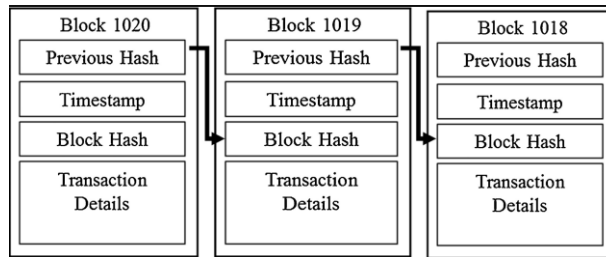 Block 1020
Previous Hash
Timestamp
Block Hash
Transaction
Details
Block 1019
Previous Hash
Timestamp
Block Hash
Transaction
Details
Block 1018
Previous Hash
Timestamp
Block Hash
Transaction
Details